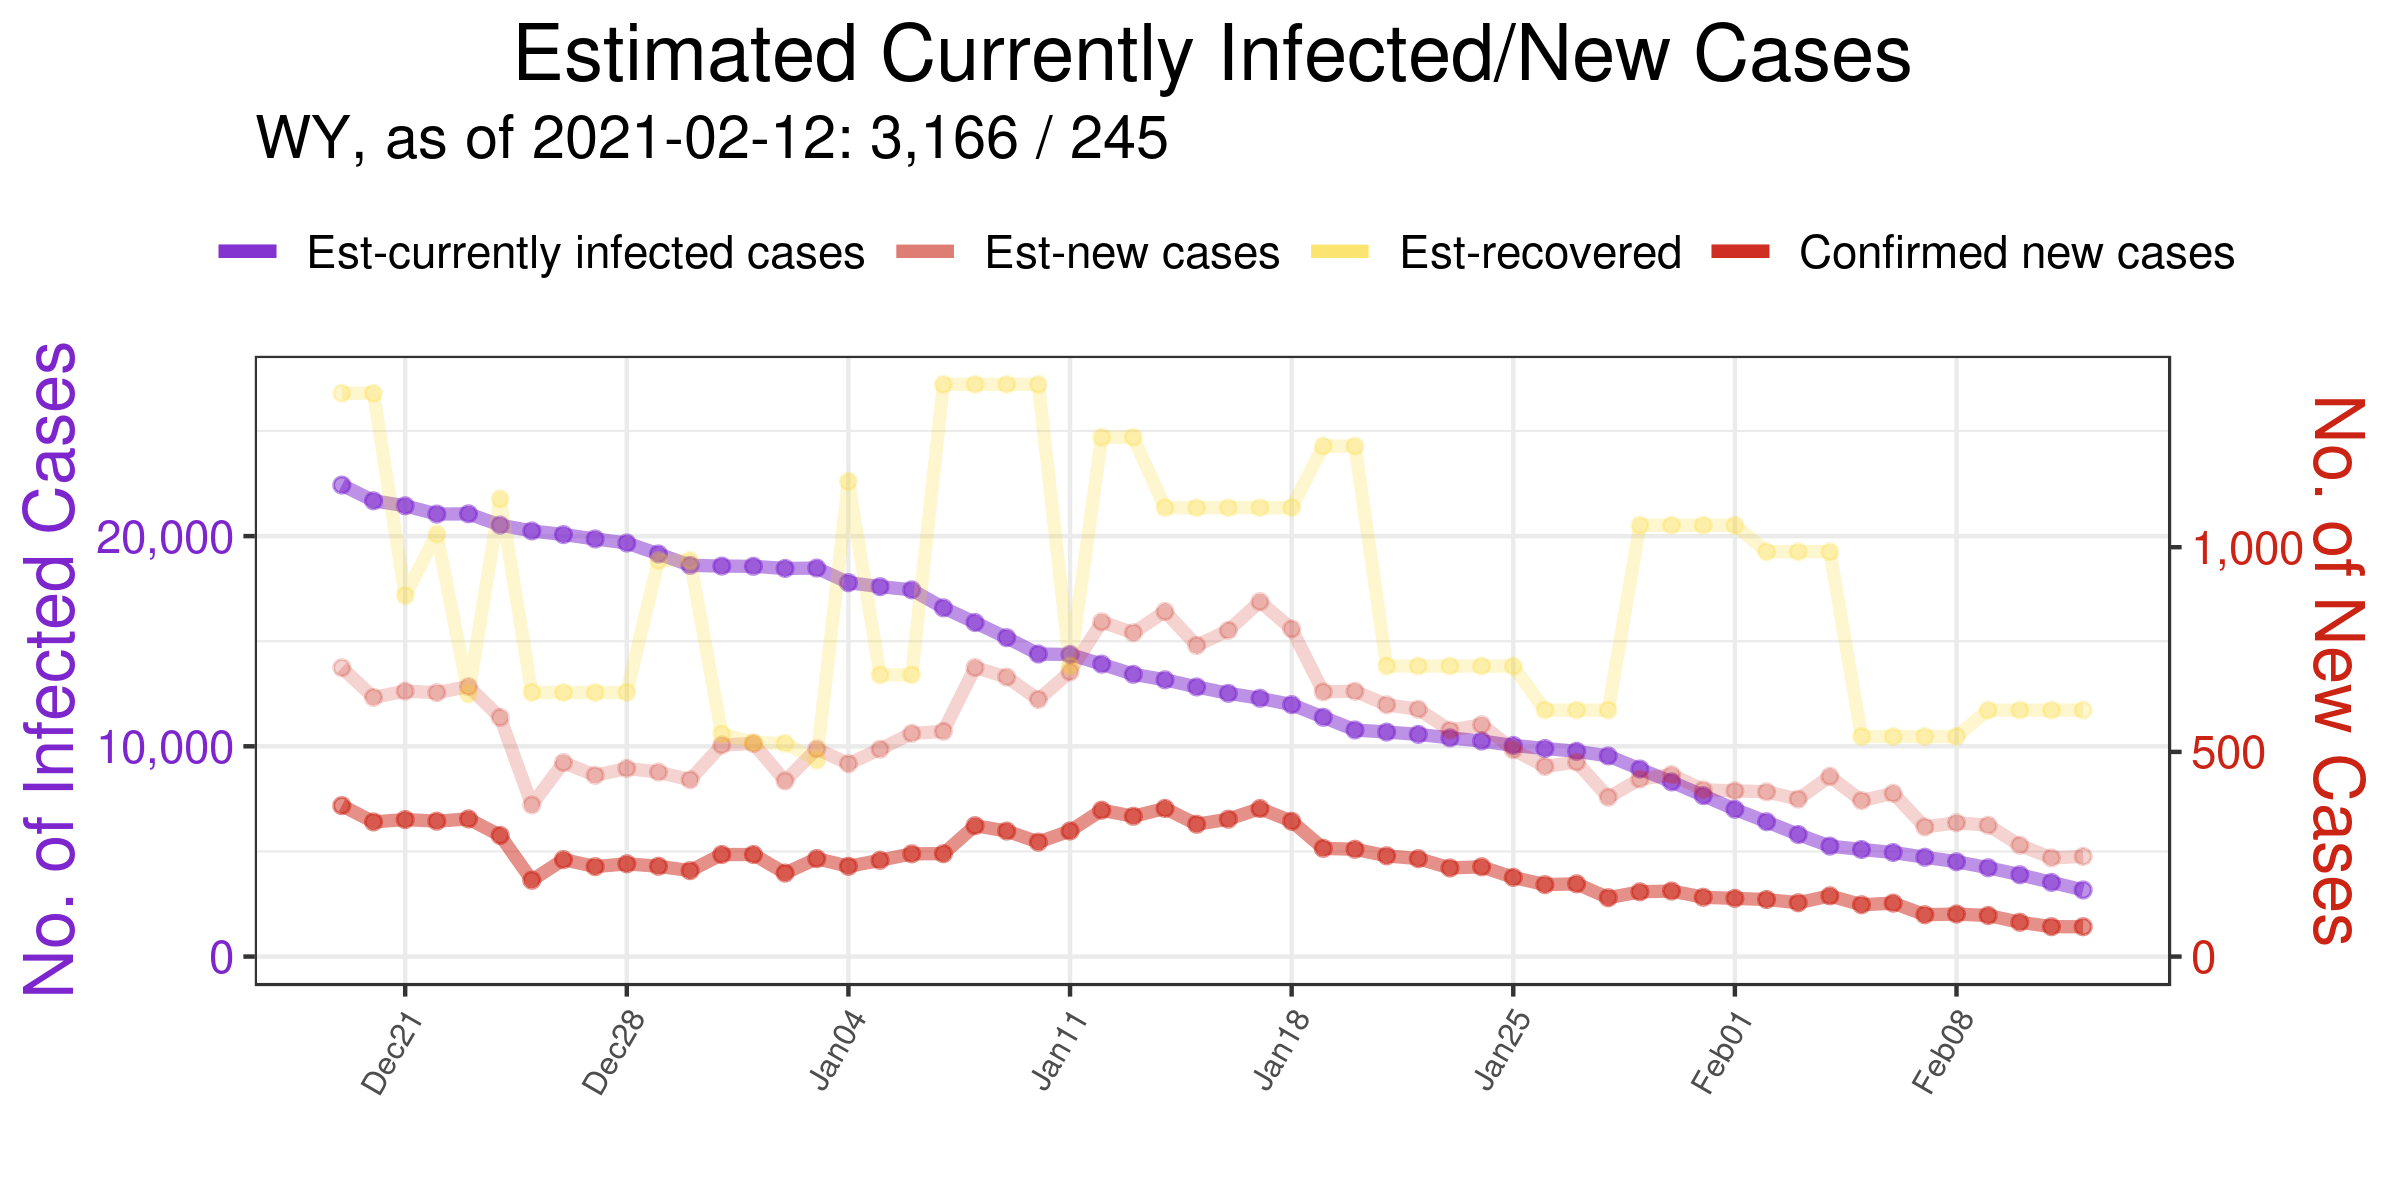 Estimated Currently Infected/New Cases
WY, as of 2021-02-12: 3,166 / 245
Est-currently infected cases Est-new cases Est-recovered Confirmed new cases
No. of Infected Cases
20,000
10,000
0
1,000
500
0
No. of New Cases
Dec21 Dec28 Jan04 Jan11 Jan18 Jan25 Feb01 Feb08